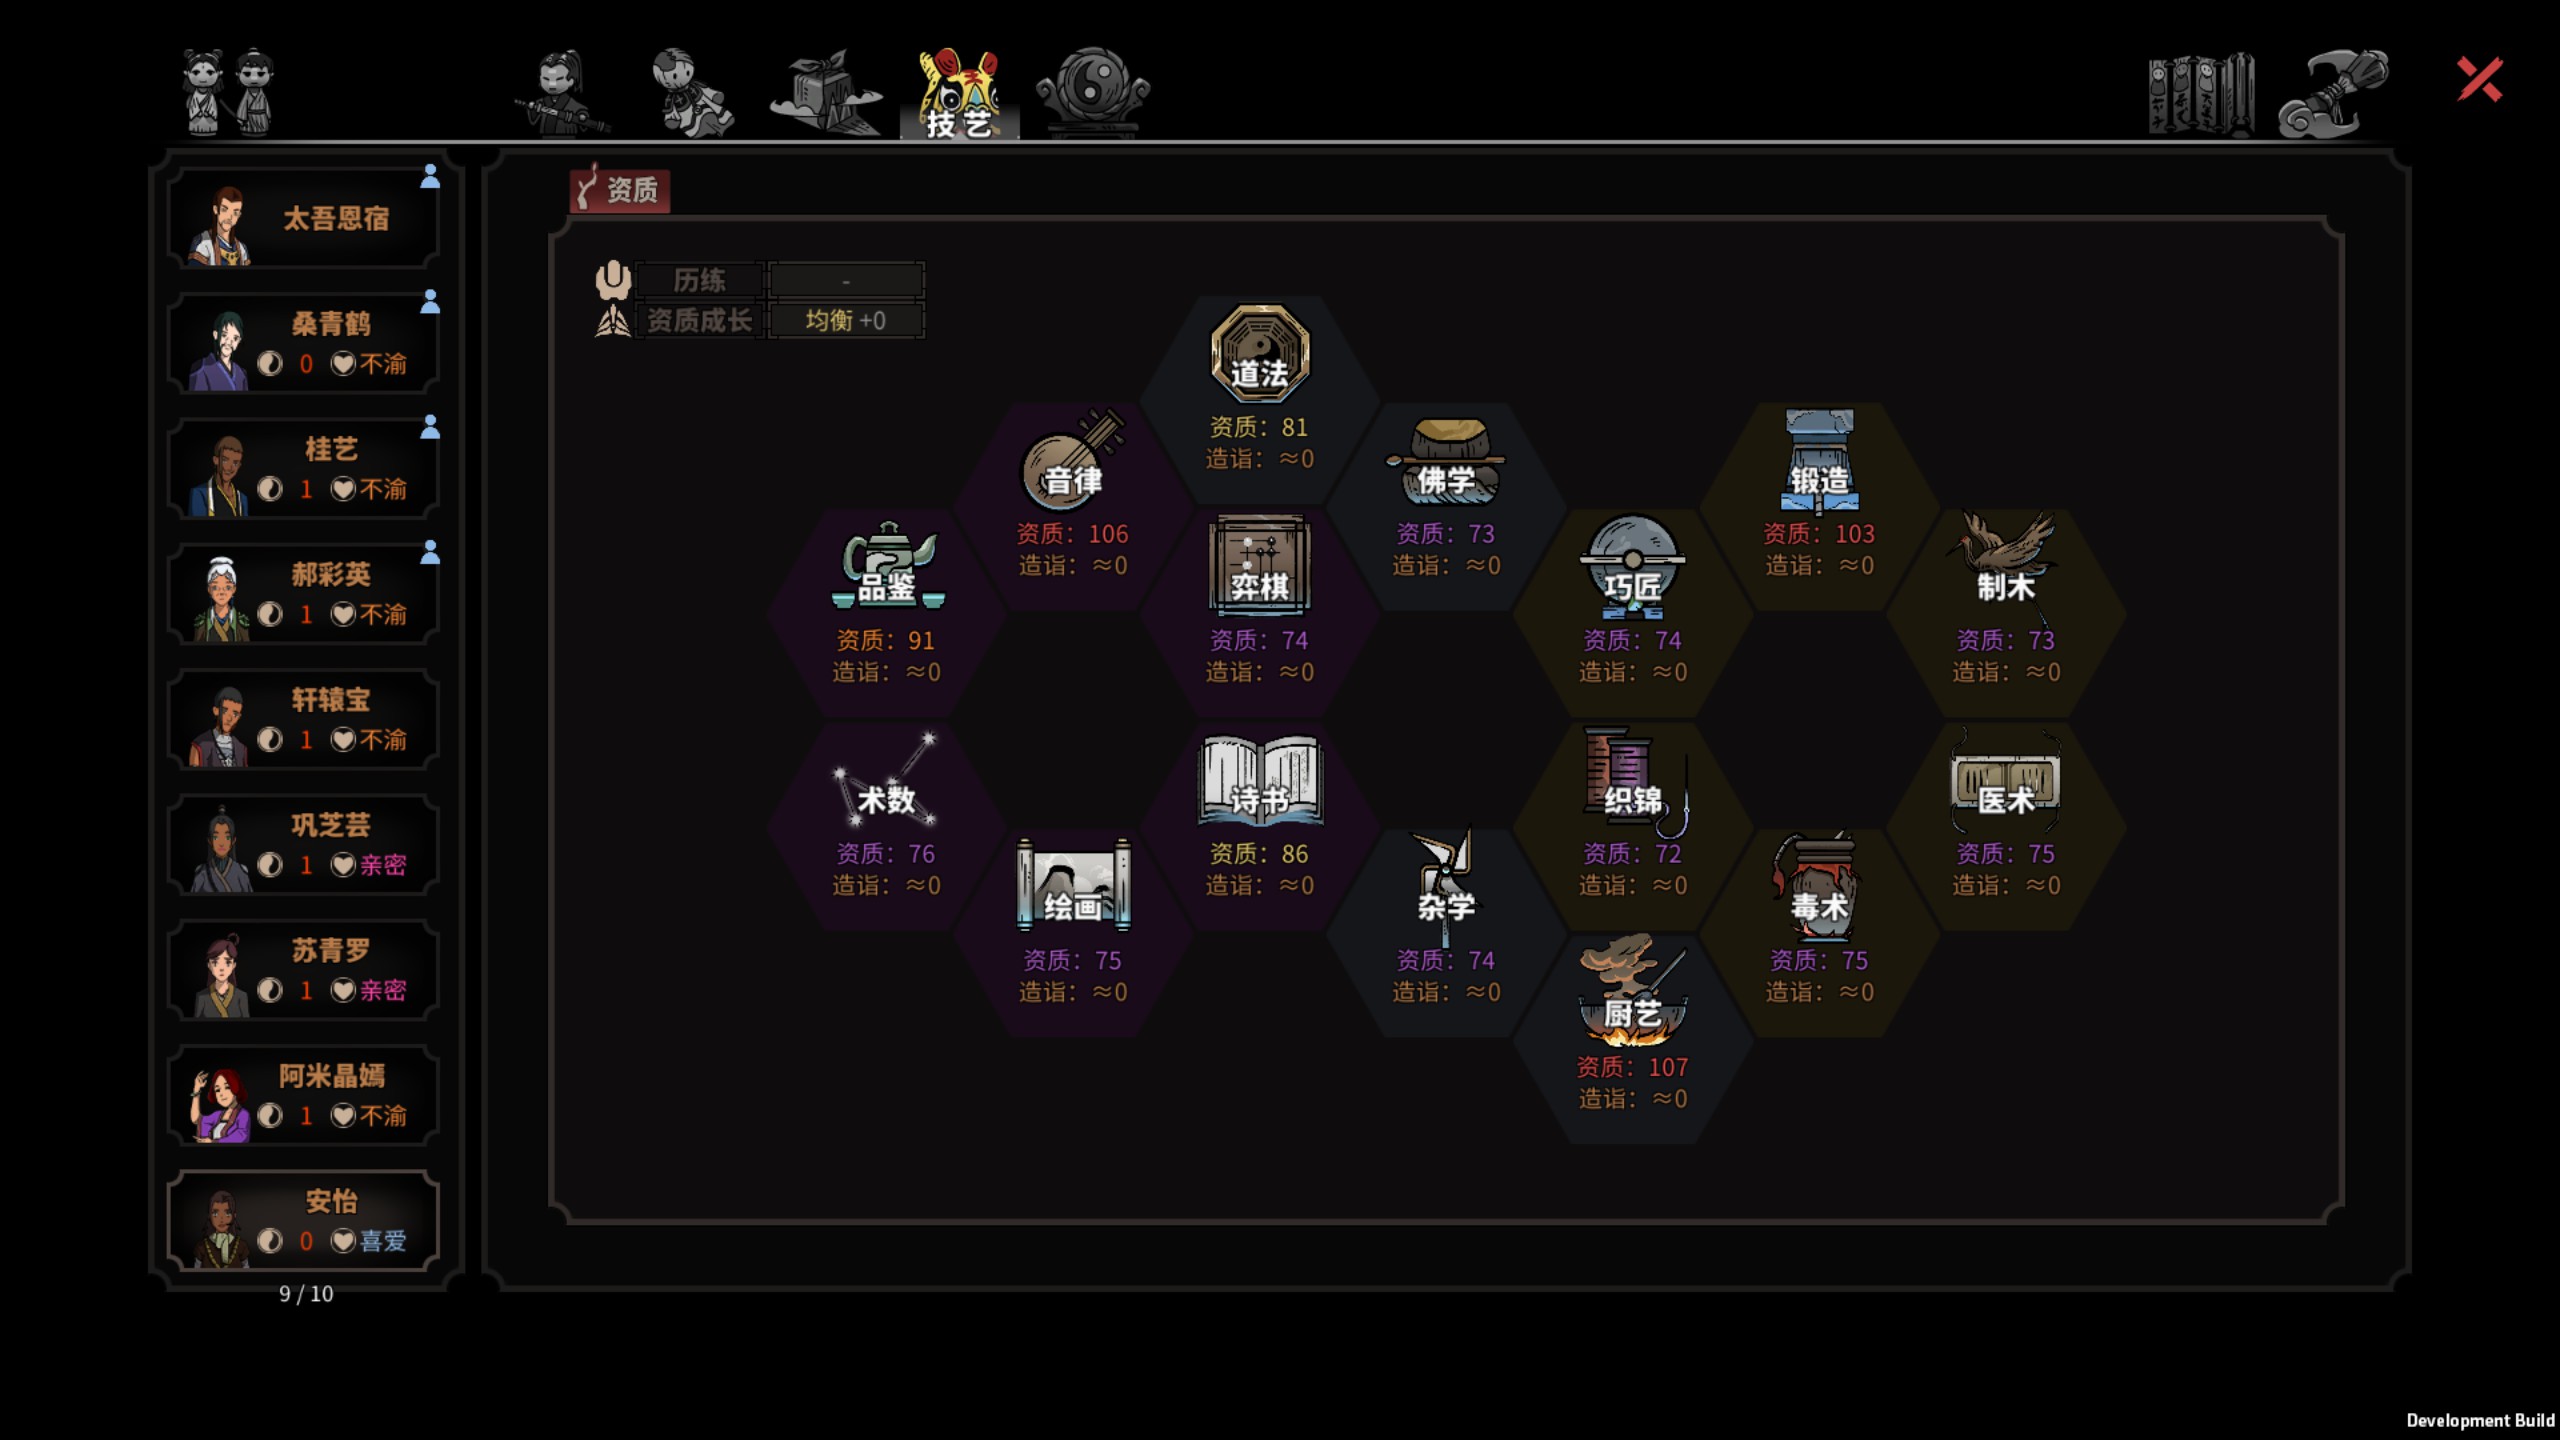 技艺
太吾恩宿
桑青鹤
0 不渝
桂艺
1 不渝
郝彩英
1 不渝
轩辕宝
1 不渝
巩芝芸
1 亲密
苏青罗
1 亲密
阿米晶嫣
1 不渝
安怡
0 喜爱
9 / 10
资质
历练 -
资质成长 均衡 +0
道法
资质：81
造诣：≈0
音律
资质：106
造诣：≈0
佛学
资质：73
造诣：≈0
锻造
资质：103
造诣：≈0
品鉴
资质：91
造诣：≈0
弈棋
资质：74
造诣：≈0
巧匠
资质：74
造诣：≈0
制木
资质：73
造诣：≈0
术数
资质：76
造诣：≈0
诗书
资质：86
造诣：≈0
织锦
资质：72
造诣：≈0
医术
资质：75
造诣：≈0
绘画
资质：75
造诣：≈0
杂学
资质：74
造诣：≈0
毒术
资质：75
造诣：≈0
厨艺
资质：107
造诣：≈0
Development Build